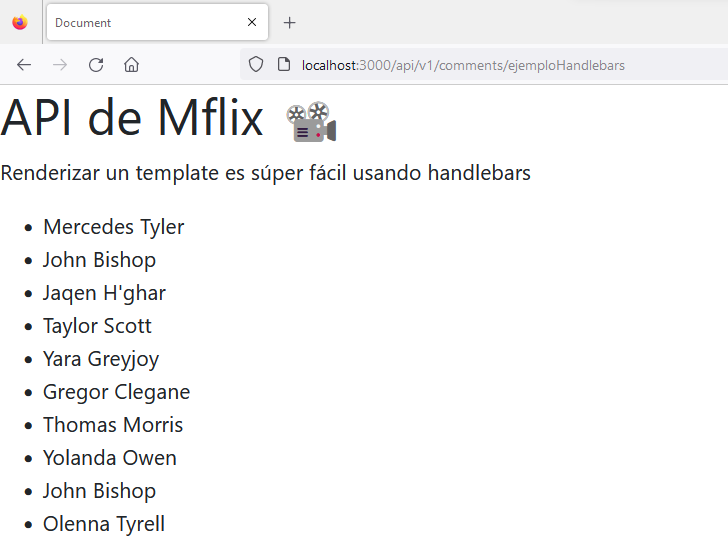 Document
localhost:3000/api/v1/comments/ejemploHandlebars
API de Mflix 🎥
Renderizar un template es súper fácil usando handlebars
• Mercedes Tyler
• John Bishop
• Jaqen H'ghar
• Taylor Scott
• Yara Greyjoy
• Gregor Clegane
• Thomas Morris
• Yolanda Owen
• John Bishop
• Olenna Tyrell